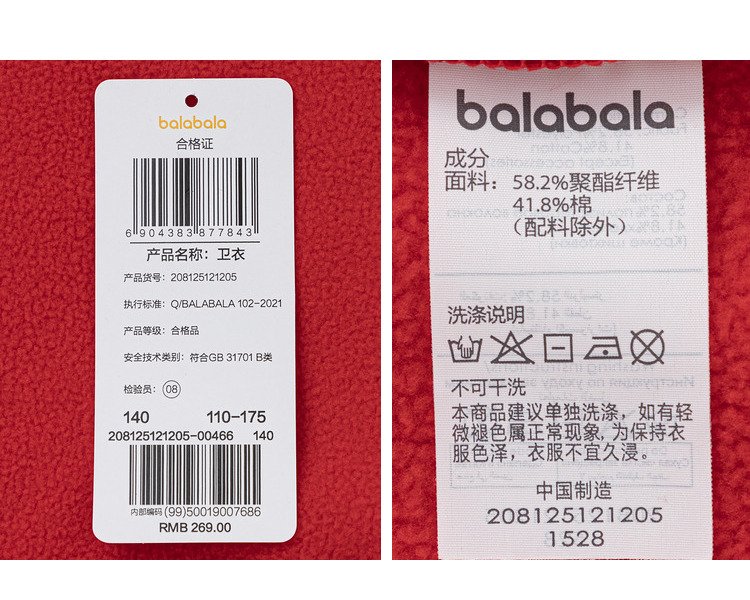 balabala
合格证
6 904383 877843
产品名称：卫衣
产品货号：208125121205
执行标准：Q/BALABALA 102-2021
产品等级：合格品
安全技术类别：符合GB 31701 B类
检验员：08
140 110-175
208125121205-00466 140
内部编码 (99)50019007686
RMB 269.00
balabala
成分
面料：58.2%聚酯纤维
41.8%棉
（配料除外）
洗涤说明
不可干洗
本商品建议单独洗涤，如有轻
微褪色属正常现象，为保持衣
服色泽，衣服不宜久浸。
中国制造
208125121205
1528